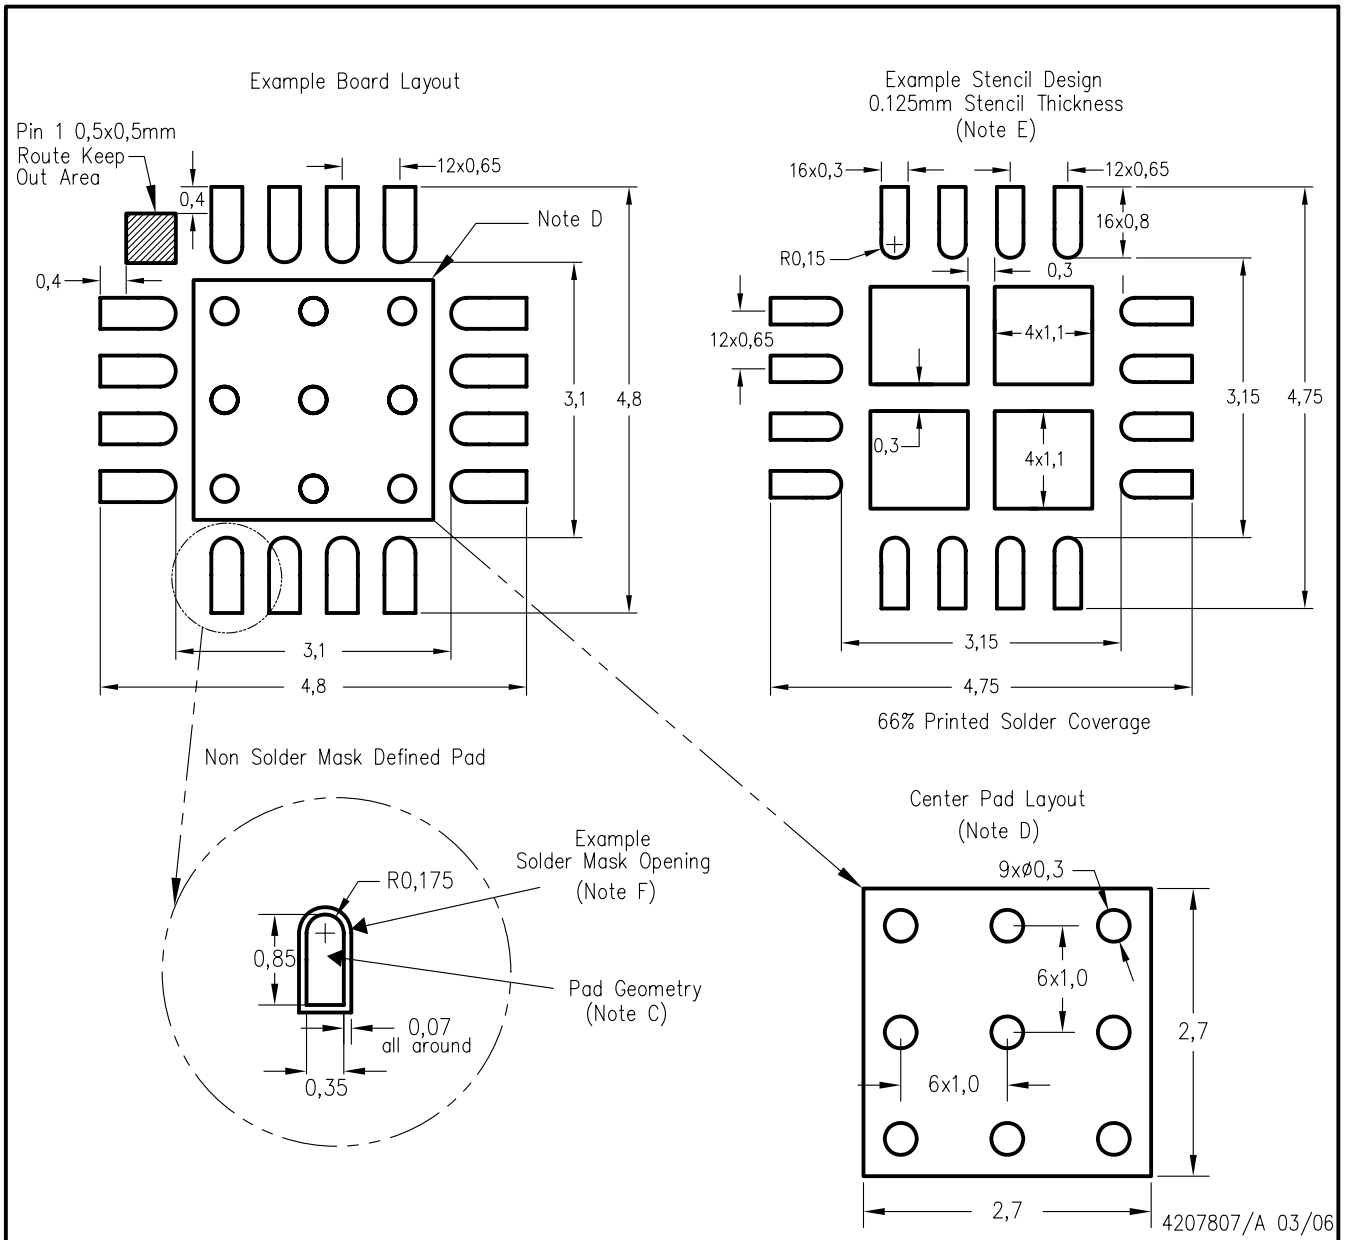 Example Board Layout
Pin 1 0,5x0,5mm
Route Keep
Out Area
0,4
12x0,65
Note D
0,4
3,1
4,8
3,1
4,8
Example Stencil Design
0.125mm Stencil Thickness
(Note E)
16x0,3
12x0,65
16x0,8
R0,15
0,3
12x0,65
4x1,1
3,15
4,75
0,3
4x1,1
3,15
4,75
66% Printed Solder Coverage
Non Solder Mask Defined Pad
Example
Solder Mask Opening
(Note F)
R0,175
0,85
Pad Geometry
(Note C)
0,07
all around
0,35
Center Pad Layout
(Note D)
9xø0,3
6x1,0
2,7
6x1,0
2,7
4207807/A 03/06